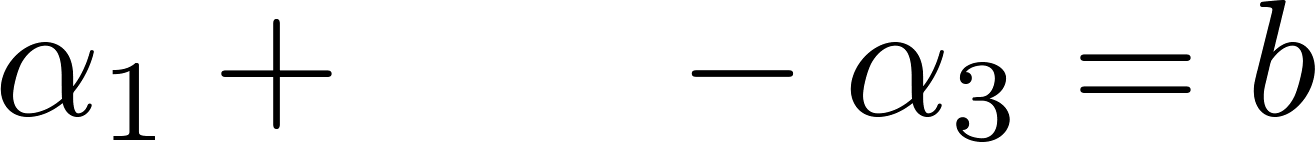 α₁ + − α₃ = b